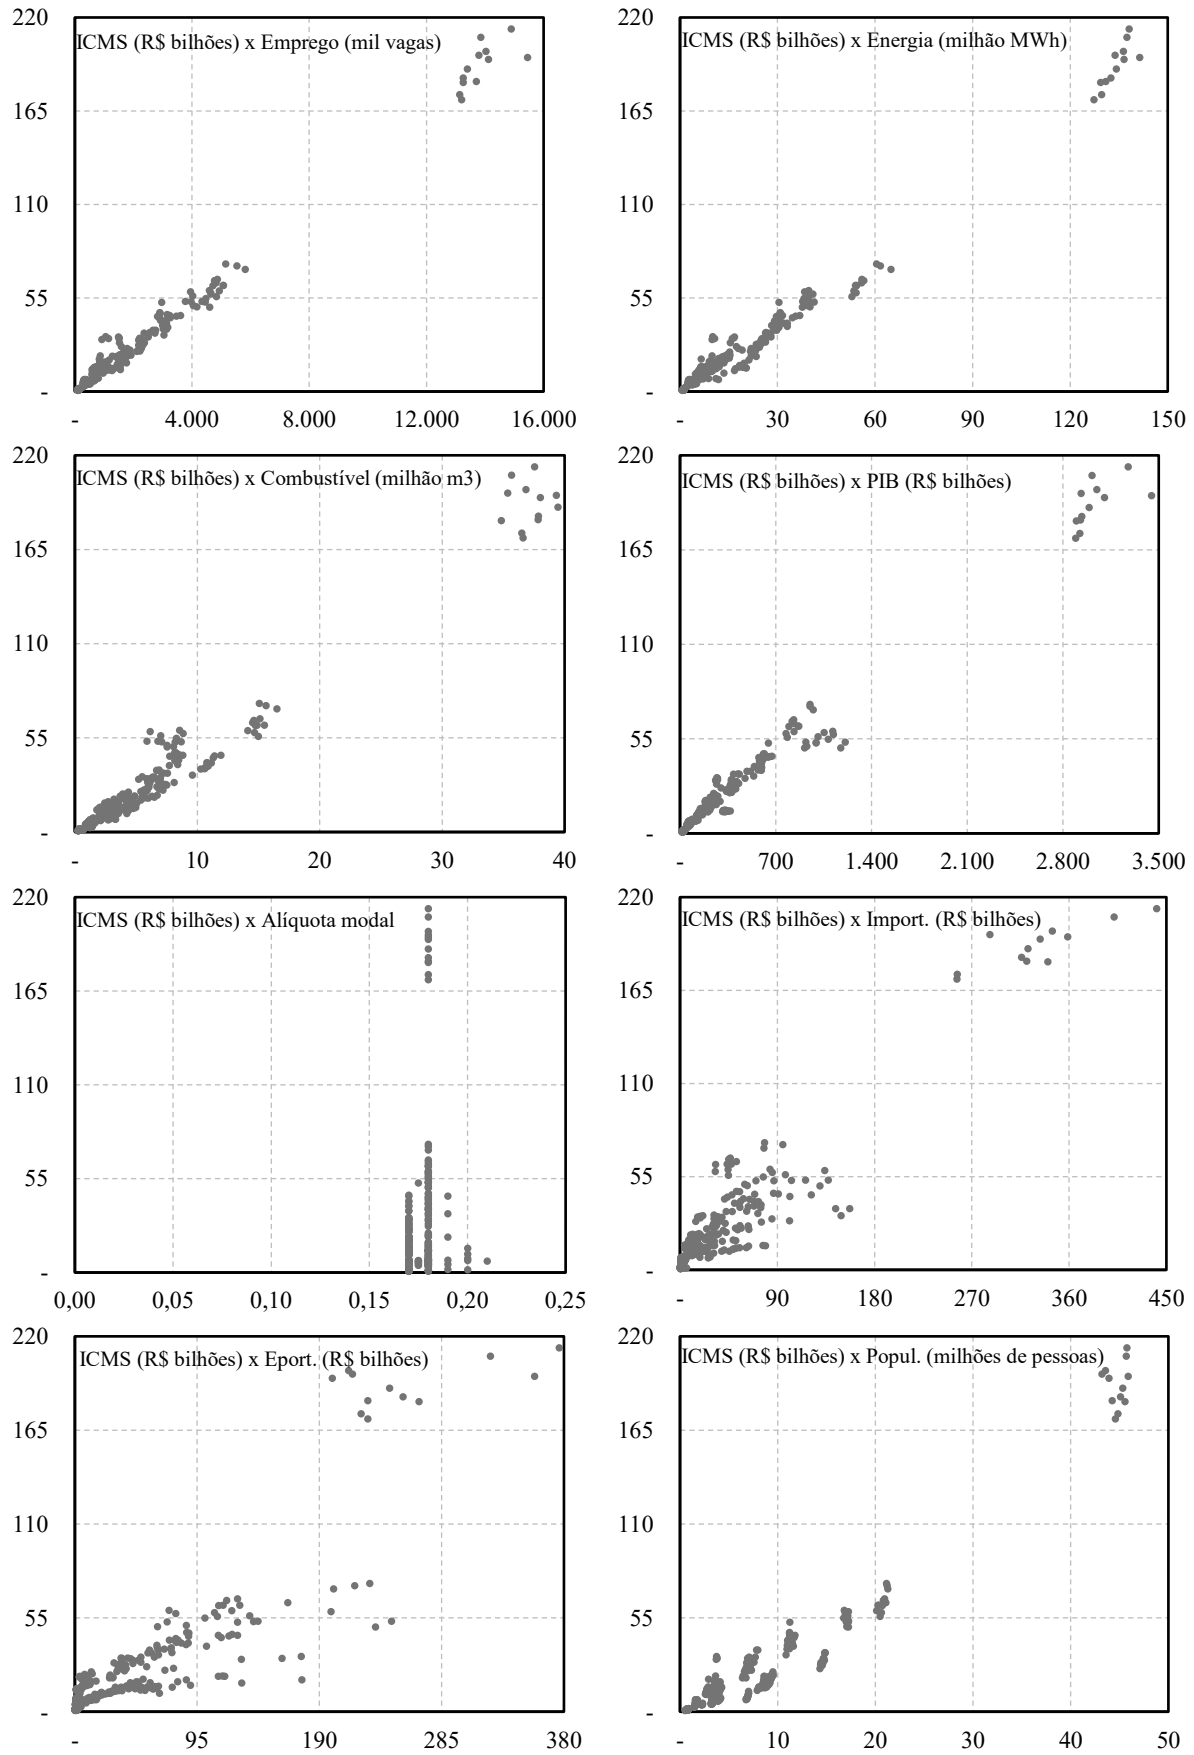 220
ICMS (R$ bilhões) x Emprego (mil vagas)
165
110
55
-
- 4.000 8.000 12.000 16.000
220
ICMS (R$ bilhões) x Energia (milhão MWh)
165
110
55
-
- 30 60 90 120 150
220
ICMS (R$ bilhões) x Combustível (milhão m3)
165
110
55
-
- 10 20 30 40
220
ICMS (R$ bilhões) x PIB (R$ bilhões)
165
110
55
-
- 700 1.400 2.100 2.800 3.500
220
ICMS (R$ bilhões) x Alíquota modal
165
110
55
-
0,00 0,05 0,10 0,15 0,20 0,25
220
ICMS (R$ bilhões) x Import. (R$ bilhões)
165
110
55
-
- 90 180 270 360 450
220
ICMS (R$ bilhões) x Eport. (R$ bilhões)
165
110
55
-
- 95 190 285 380
220
ICMS (R$ bilhões) x Popul. (milhões de pessoas)
165
110
55
-
- 10 20 30 40 50